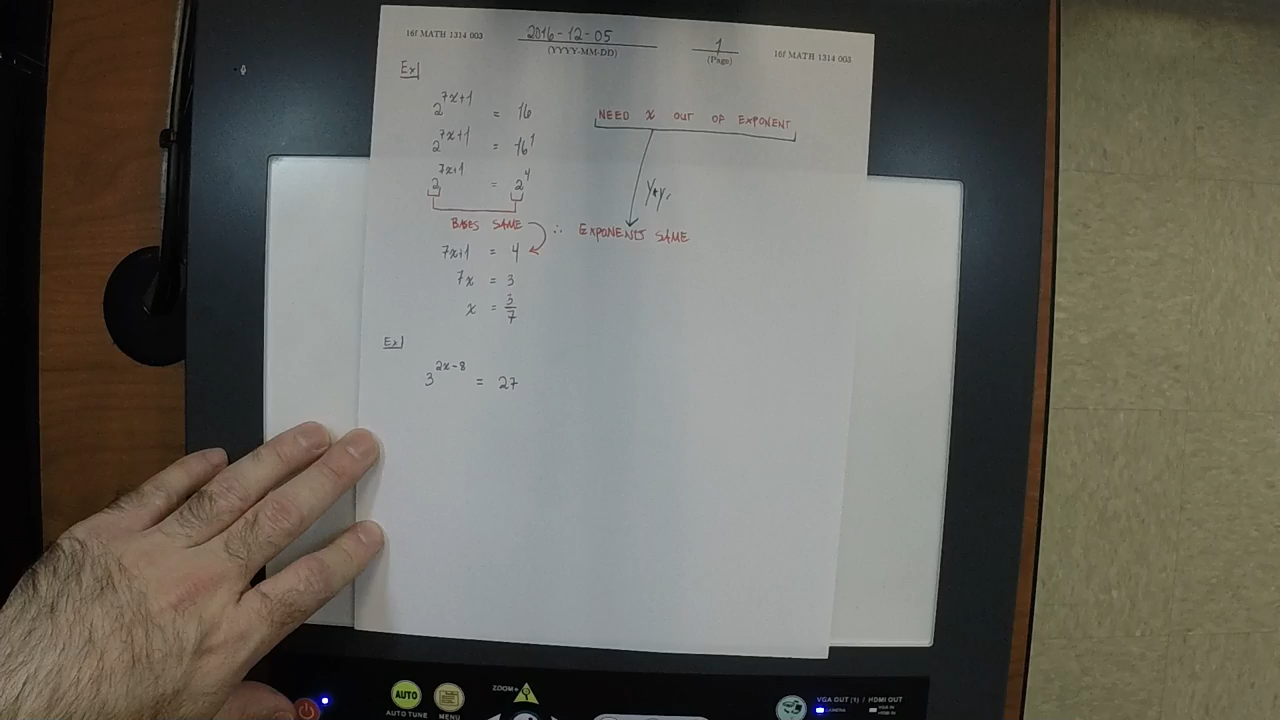 16f MATH 1314 003
2016-12-05
(YYYY-MM-DD)
1
(Page)
16f MATH 1314 003
Ex|
2^{7x+1} = 16
2^{7x+1} = 16^1
2^{7x+1} = 2^4
BASES SAME
∴ EXPONENTS SAME
NEED x OUT OF EXPONENT
7x+1 = 4
7x = 3
x = 3/7
Ex|
3^{2x-8} = 27
AUTO
AUTO TUNE
MENU
ZOOM+
VGA OUT (1) / HDMI OUT
CAMERA